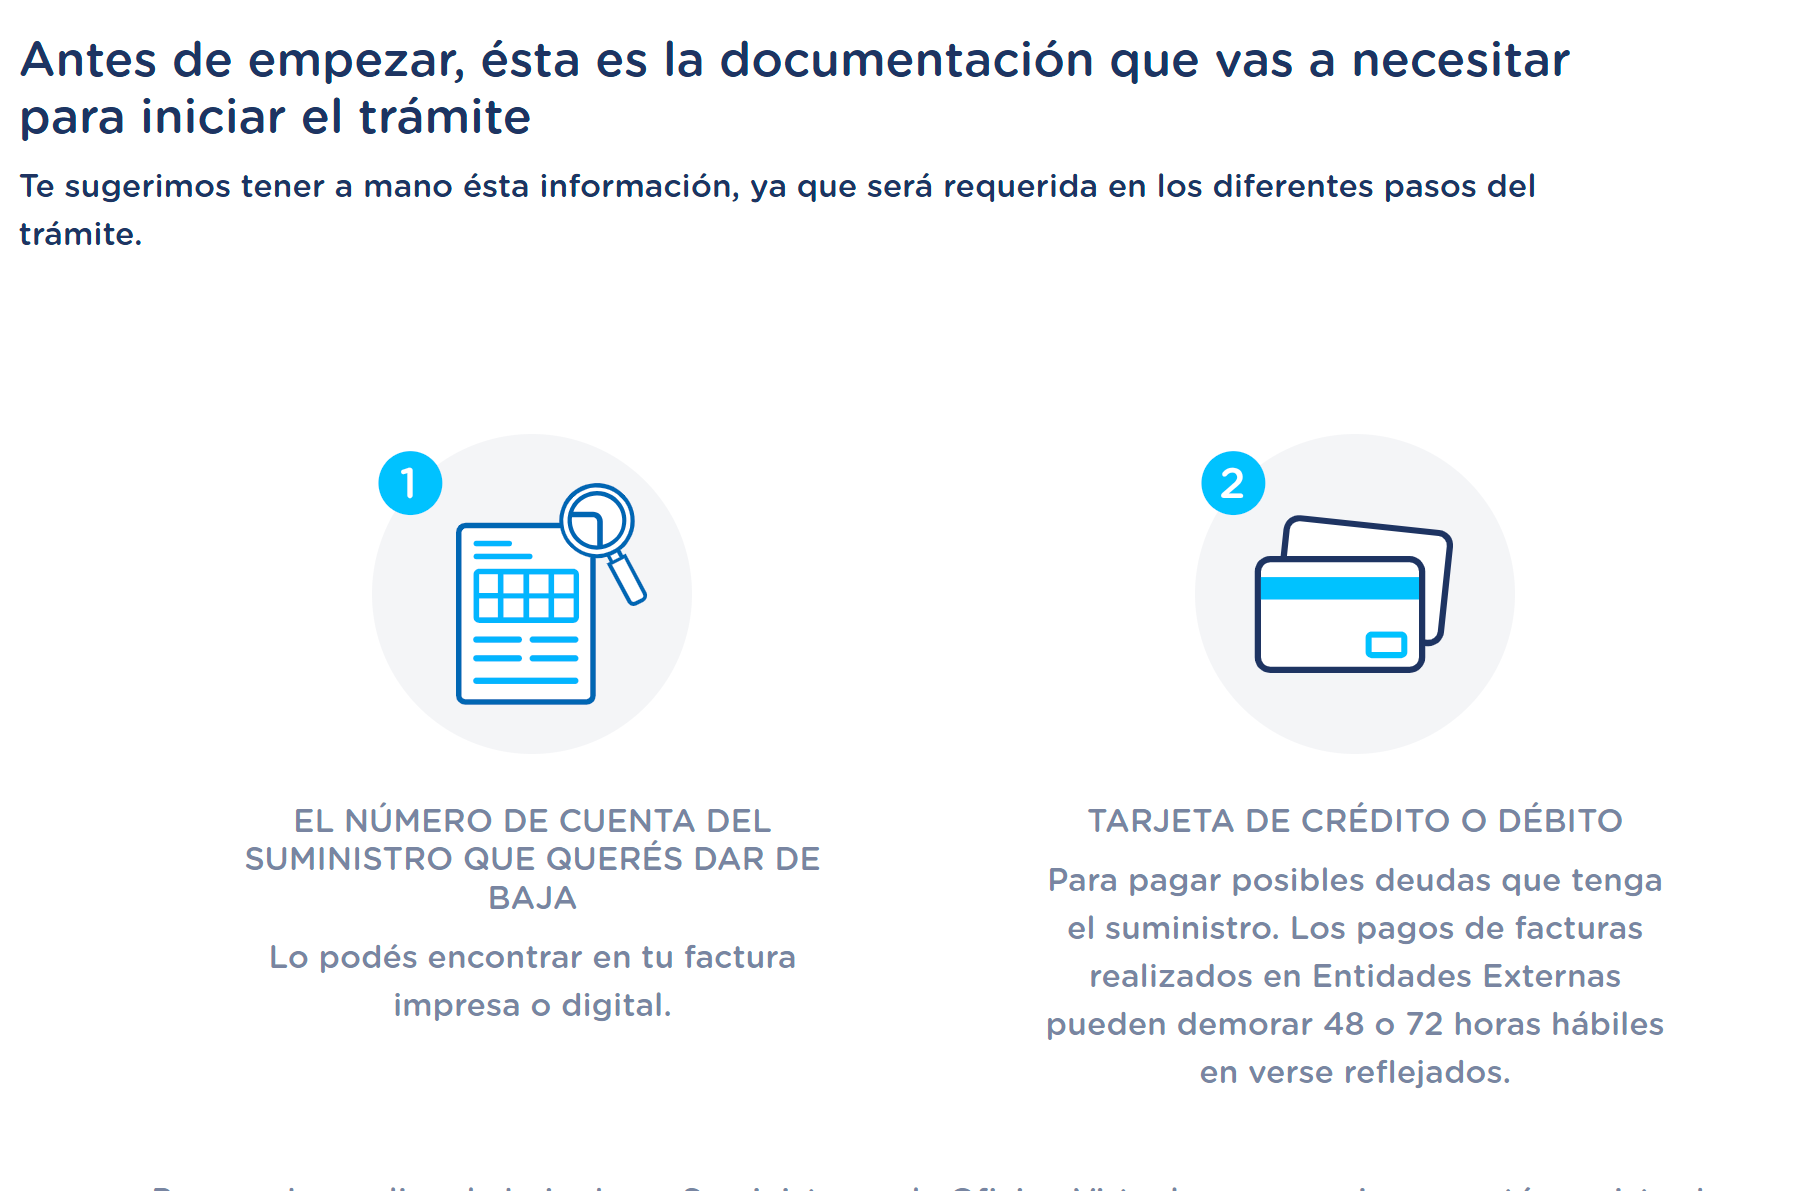 Antes de empezar, ésta es la documentación que vas a necesitar
para iniciar el trámite
Te sugerimos tener a mano ésta información, ya que será requerida en los diferentes pasos del
trámite.
1
EL NÚMERO DE CUENTA DEL
SUMINISTRO QUE QUERÉS DAR DE
BAJA
Lo podés encontrar en tu factura
impresa o digital.
2
TARJETA DE CRÉDITO O DÉBITO
Para pagar posibles deudas que tenga
el suministro. Los pagos de facturas
realizados en Entidades Externas
pueden demorar 48 o 72 horas hábiles
en verse reflejados.